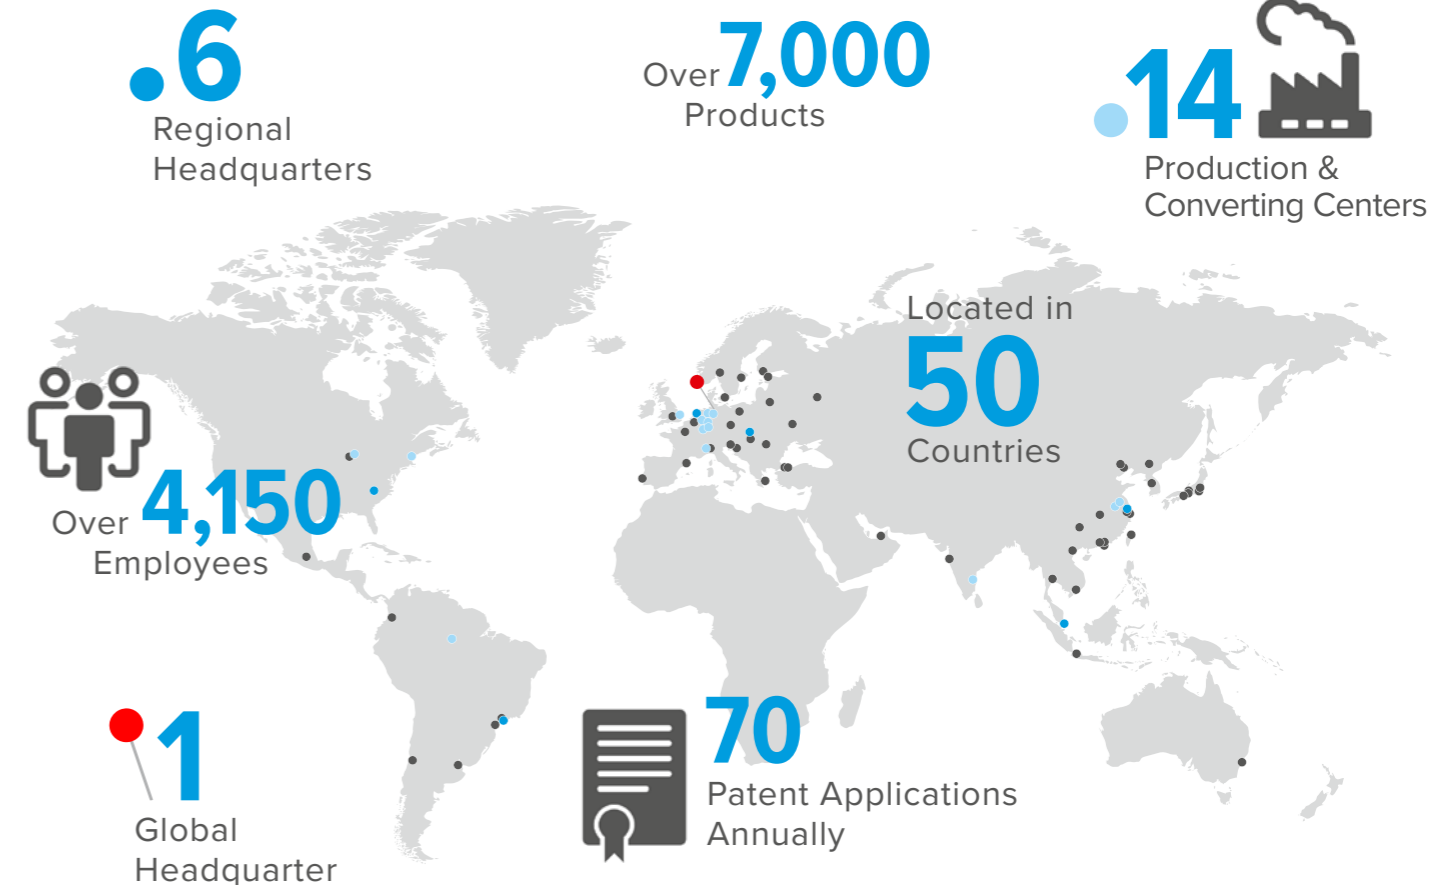 6
Regional
Headquarters
Over 7,000
Products
14
Production &
Converting Centers
Located in
50
Countries
Over 4,150
Employees
1
Global
Headquarter
70
Patent Applications
Annually